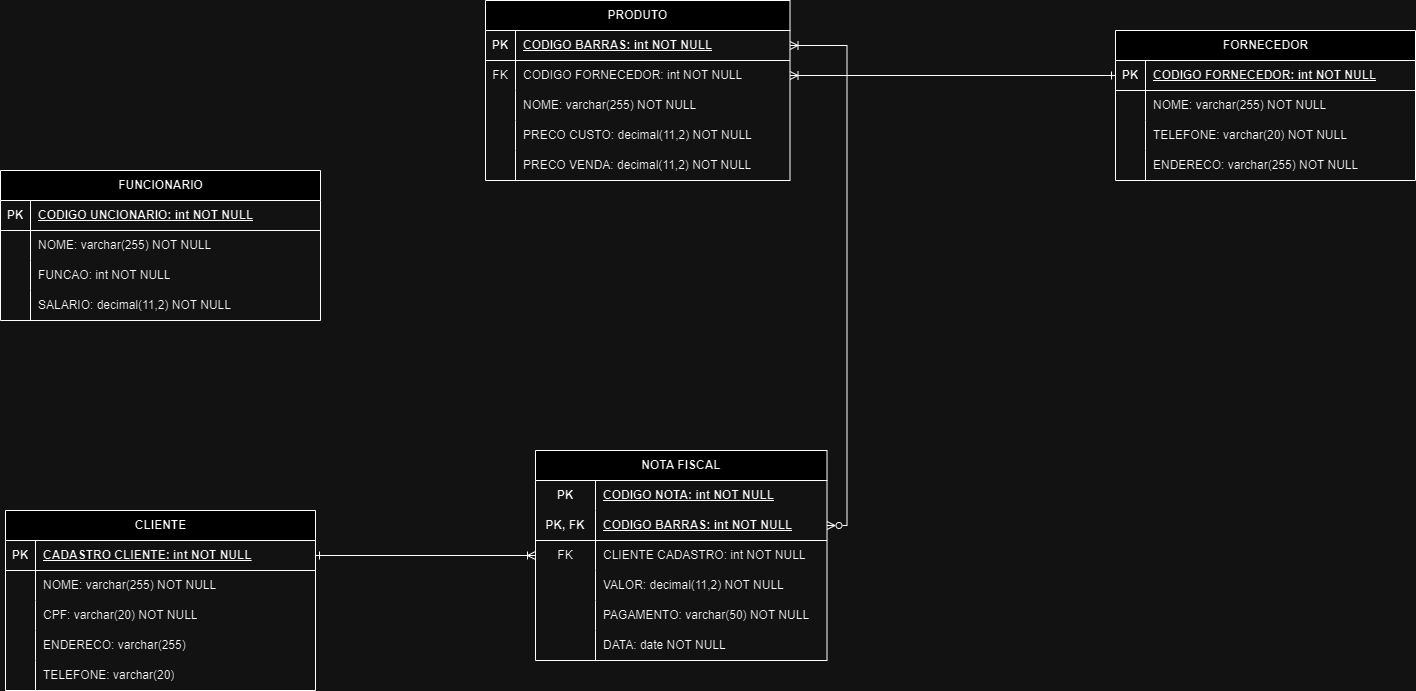 PRODUTO
PK CODIGO BARRAS: int NOT NULL
FK CODIGO FORNECEDOR: int NOT NULL
NOME: varchar(255) NOT NULL
PRECO CUSTO: decimal(11,2) NOT NULL
PRECO VENDA: decimal(11,2) NOT NULL
FORNECEDOR
PK CODIGO FORNECEDOR: int NOT NULL
NOME: varchar(255) NOT NULL
TELEFONE: varchar(20) NOT NULL
ENDERECO: varchar(255) NOT NULL
FUNCIONARIO
PK CODIGO UNCIONARIO: int NOT NULL
NOME: varchar(255) NOT NULL
FUNCAO: int NOT NULL
SALARIO: decimal(11,2) NOT NULL
NOTA FISCAL
PK CODIGO NOTA: int NOT NULL
PK, FK CODIGO BARRAS: int NOT NULL
FK CLIENTE CADASTRO: int NOT NULL
VALOR: decimal(11,2) NOT NULL
PAGAMENTO: varchar(50) NOT NULL
DATA: date NOT NULL
CLIENTE
PK CADASTRO CLIENTE: int NOT NULL
NOME: varchar(255) NOT NULL
CPF: varchar(20) NOT NULL
ENDERECO: varchar(255)
TELEFONE: varchar(20)